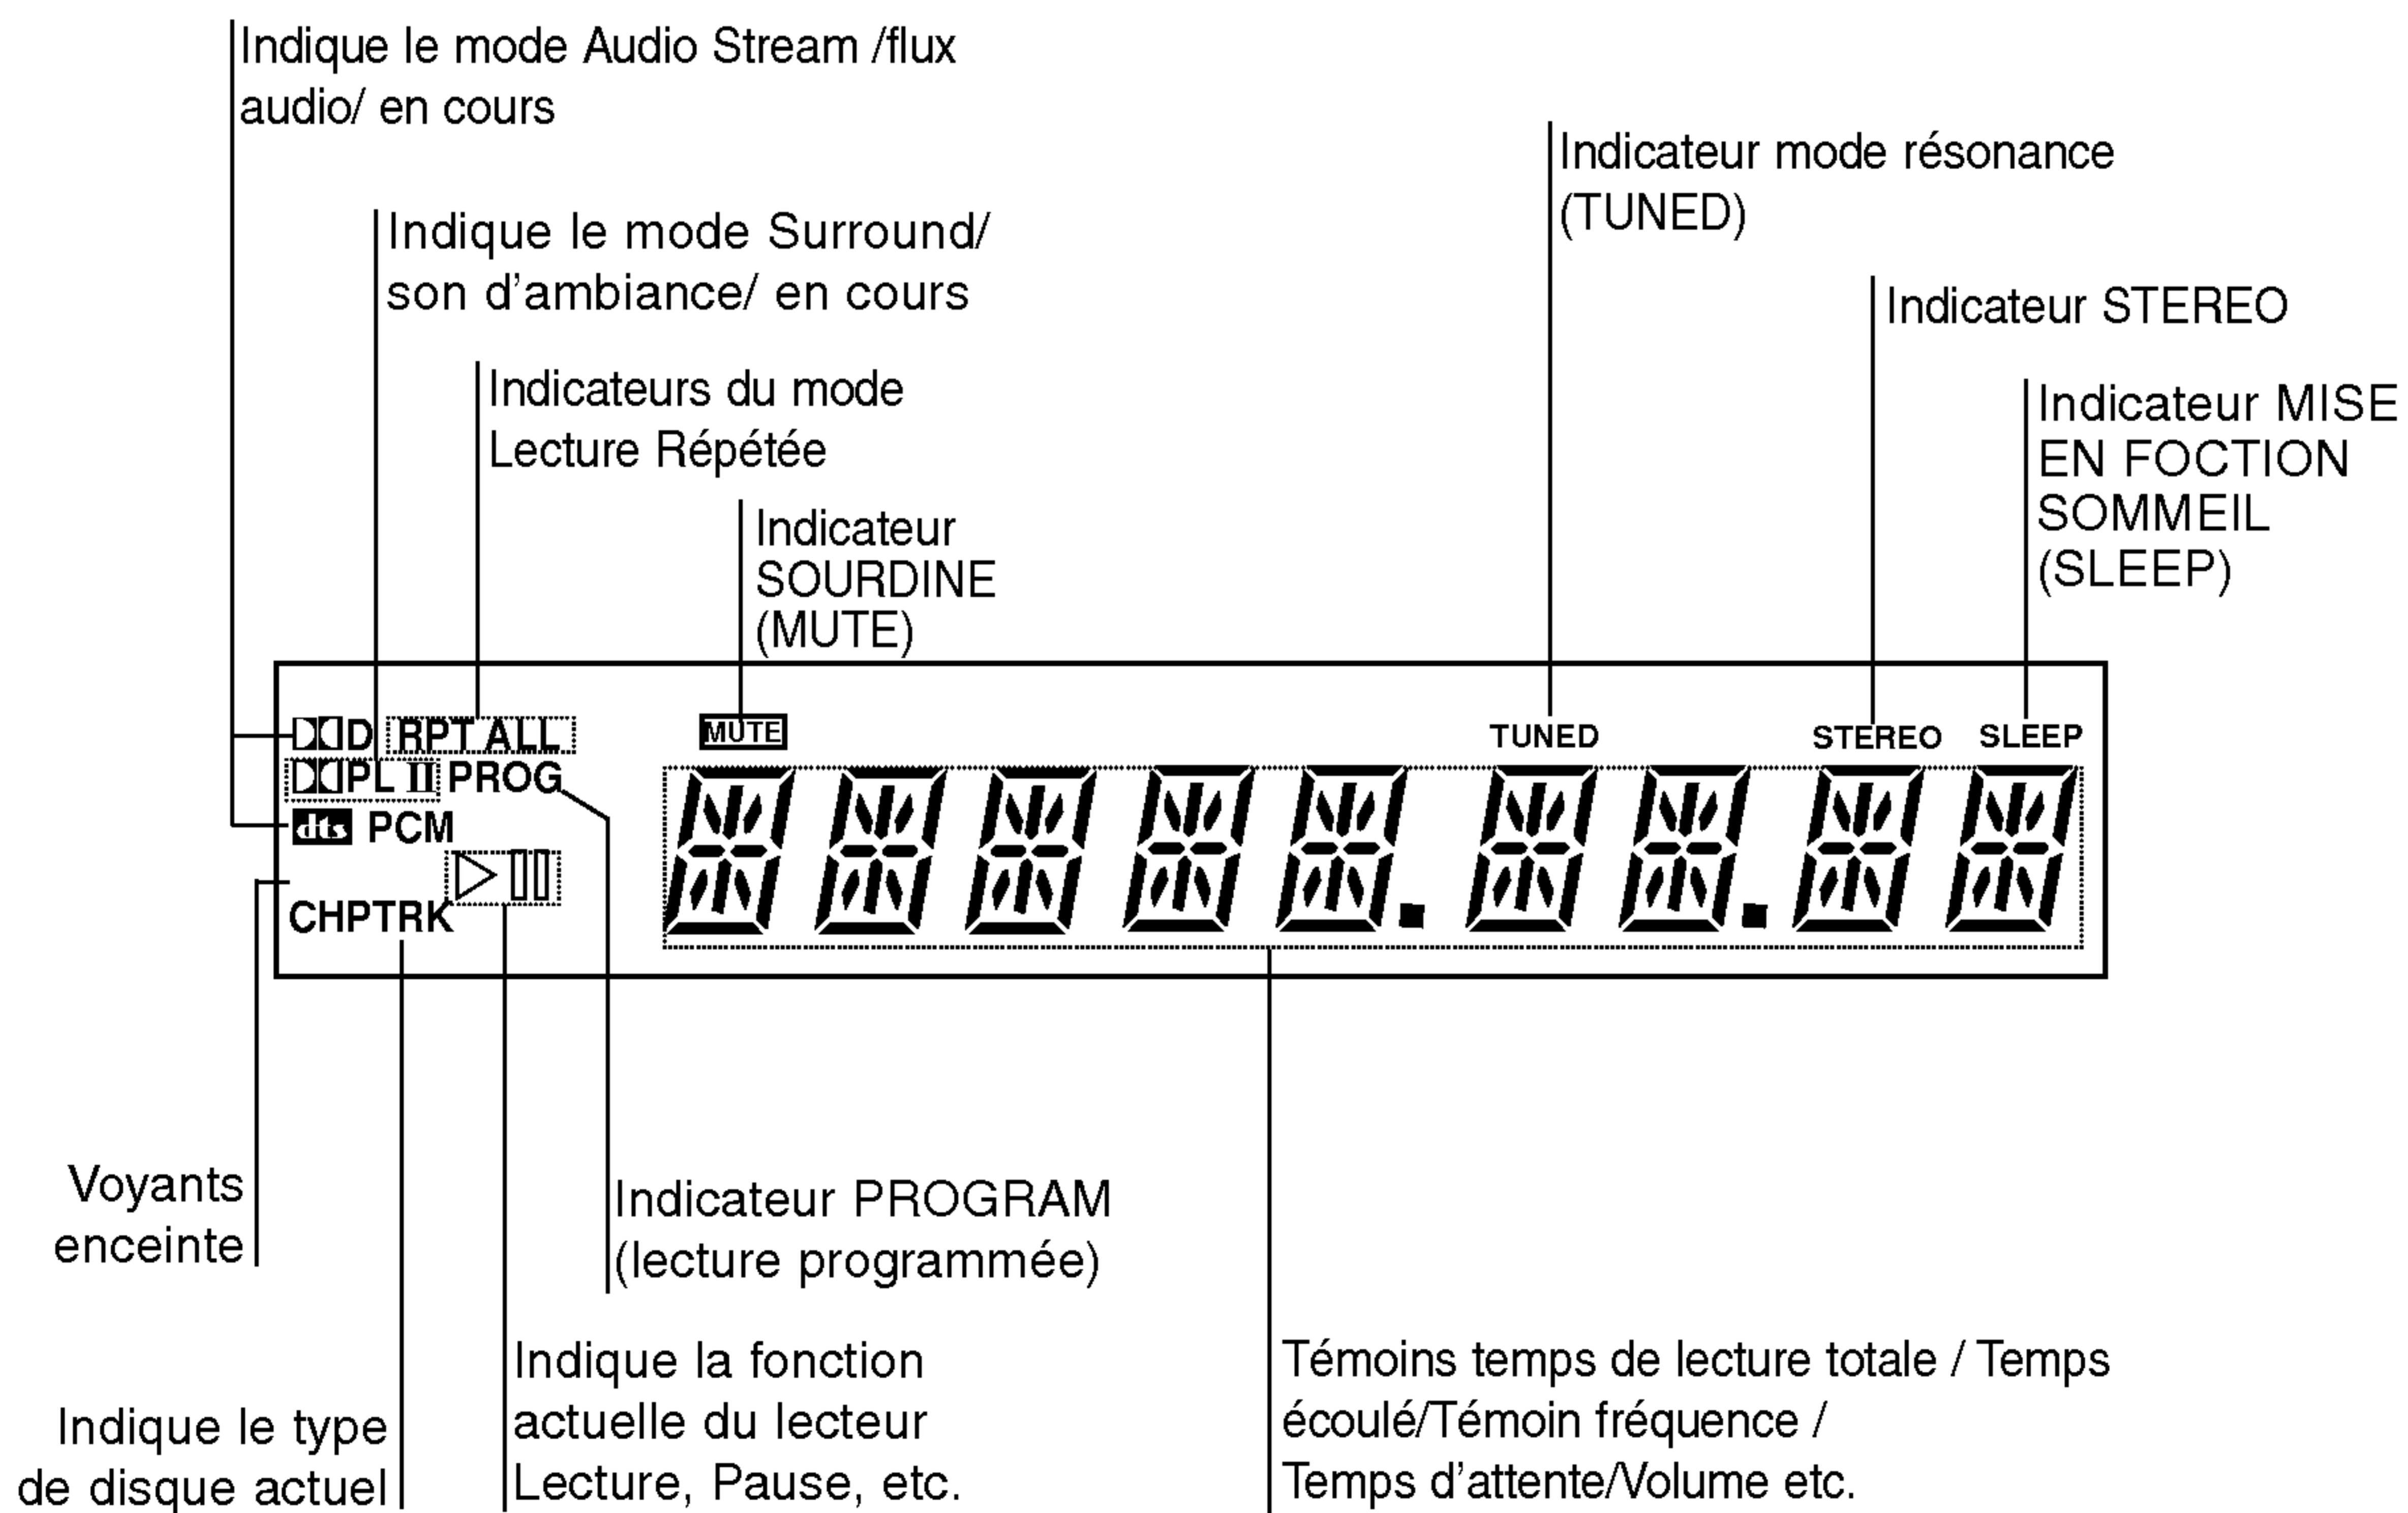 Indique le mode Audio Stream /flux
audio/ en cours
Indique le mode Surround/
son d'ambiance/ en cours
Indicateurs du mode
Lecture Répétée
Indicateur
SOURDINE
(MUTE)
Indicateur mode résonance
(TUNED)
Indicateur STEREO
Indicateur MISE
EN FOCTION
SOMMEIL
(SLEEP)
D RPT ALL
MUTE
TUNED
STEREO
SLEEP
PL II PROG
dts PCM
CHPTRK
Voyants
enceinte
Indicateur PROGRAM
(lecture programmée)
Indique le type
de disque actuel
Indique la fonction
actuelle du lecteur
Lecture, Pause, etc.
Témoins temps de lecture totale / Temps
écoulé/Témoin fréquence /
Temps d'attente/Volume etc.